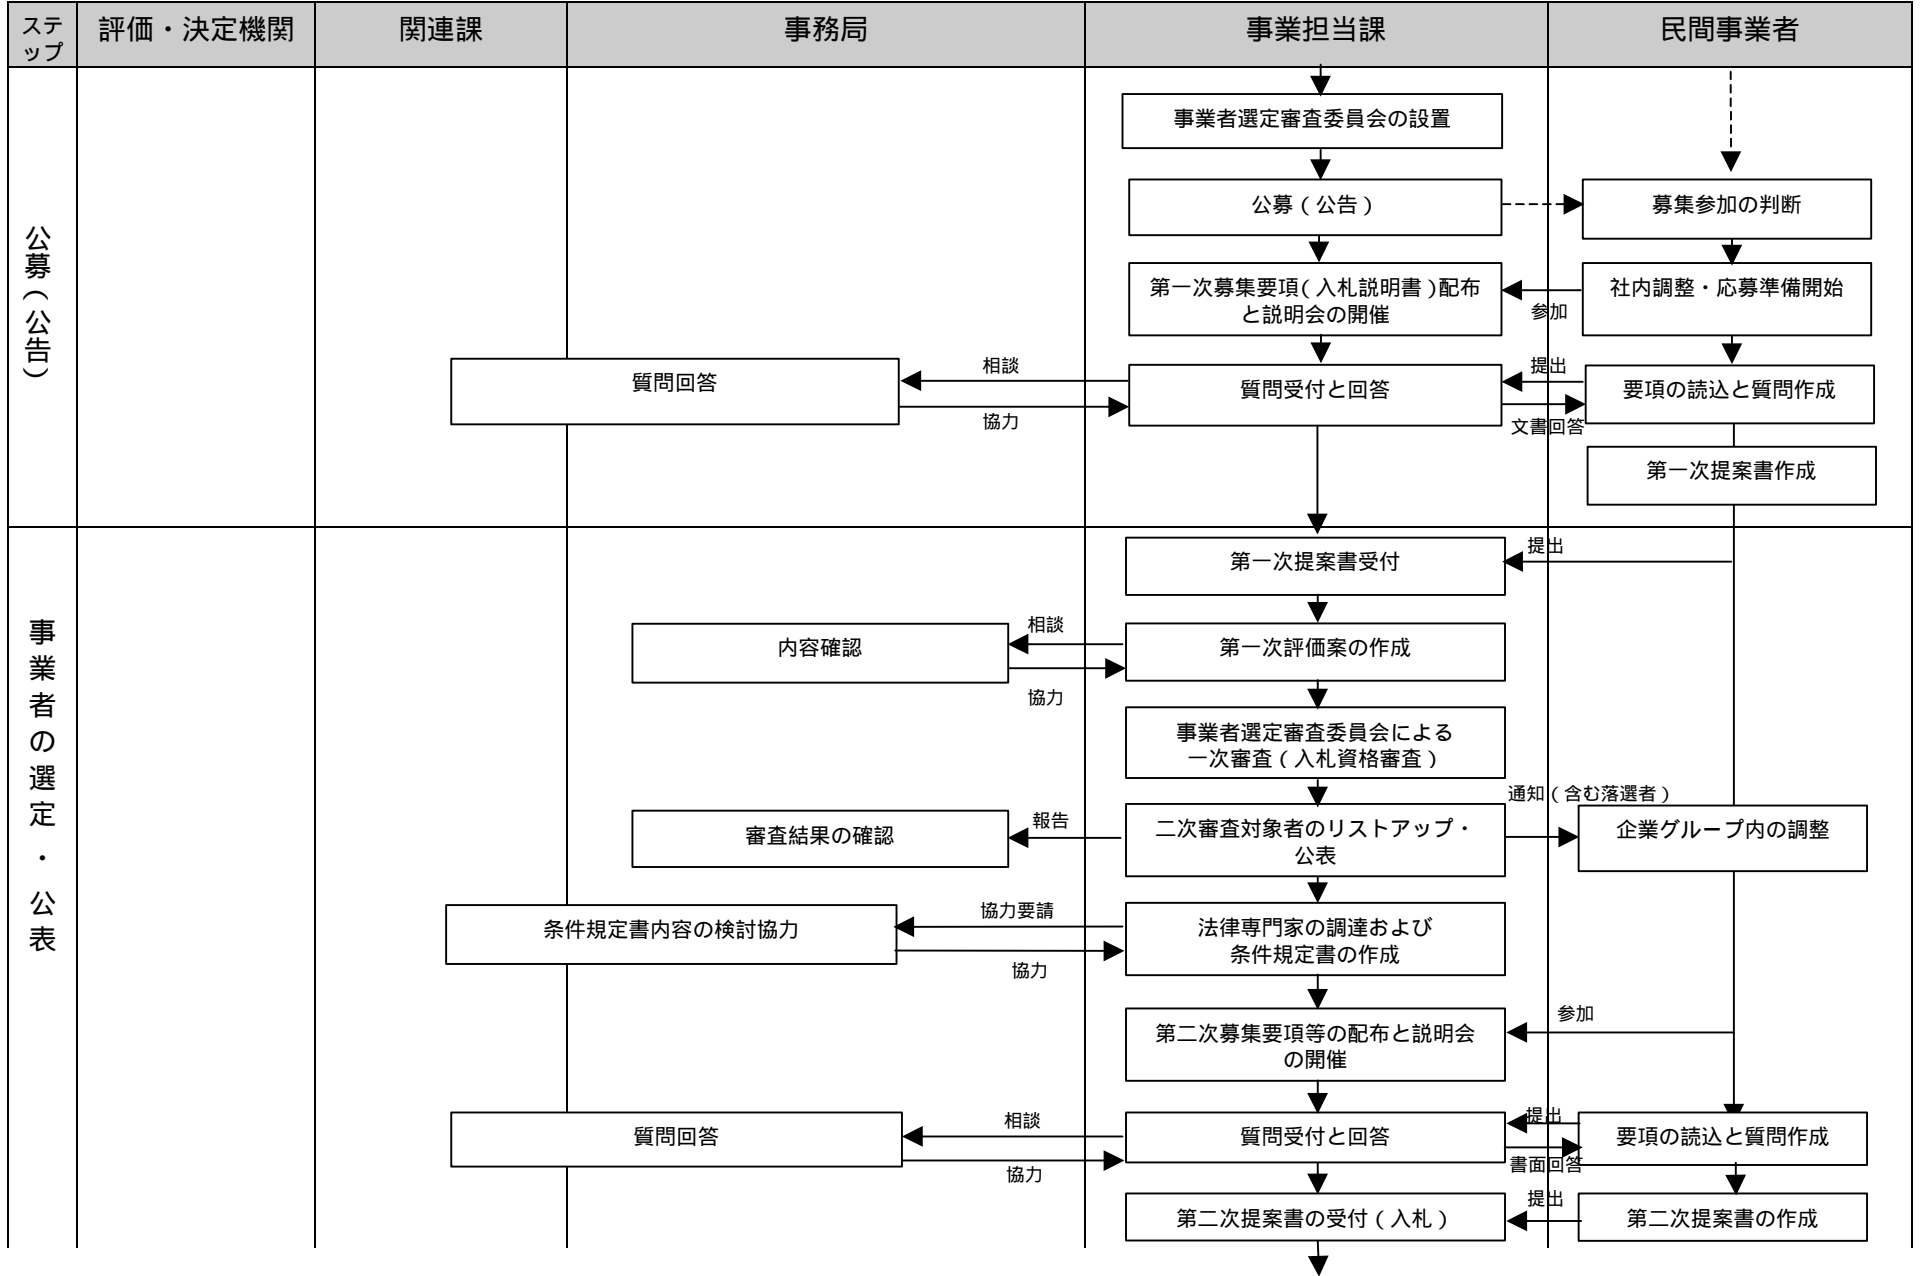 ステ
ップ
評価・決定機関
関連課
事務局
事業担当課
民間事業者
公募（公告）
事業者選定審査委員会の設置
公募（公告）
募集参加の判断
第一次募集要項（入札説明書）配布
と説明会の開催
参加
社内調整・応募準備開始
質問回答
相談
協力
質問受付と回答
提出
文書回答
要項の読込と質問作成
第一次提案書作成
事業者の選定・公表
第一次提案書受付
提出
内容確認
相談
協力
第一次評価案の作成
事業者選定審査委員会による
一次審査（入札資格審査）
審査結果の確認
報告
二次審査対象者のリストアップ・
公表
通知（含む落選者）
企業グループ内の調整
条件規定書内容の検討協力
協力要請
協力
法律専門家の調達および
条件規定書の作成
第二次募集要項等の配布と説明会
の開催
参加
質問回答
相談
協力
質問受付と回答
提出
書面回答
要項の読込と質問作成
第二次提案書の受付（入札）
提出
第二次提案書の作成